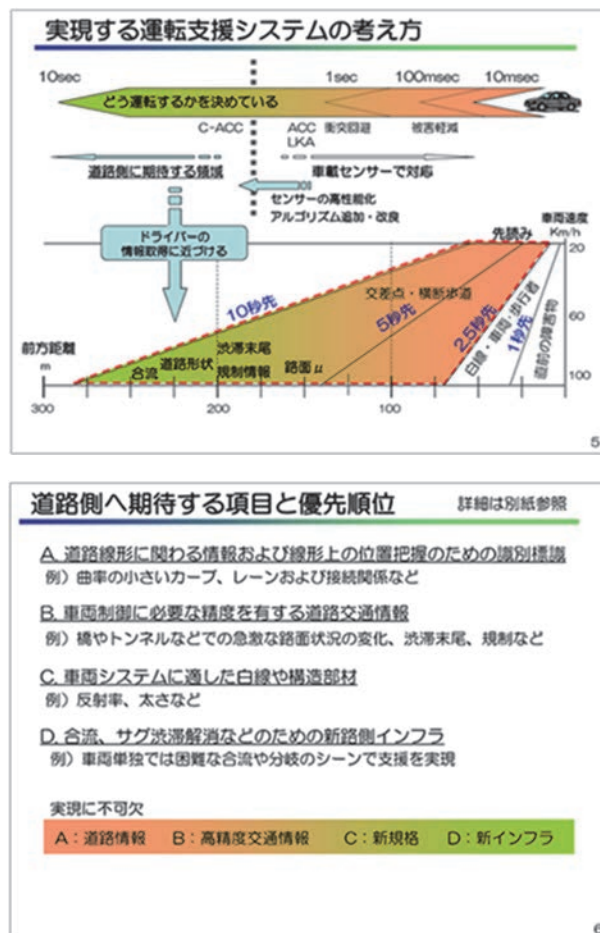 実現する運転支援システムの考え方
10sec
1sec
100msec
10msec
どう運転するかを決めている
C-ACC
ACC
LKA
衝突回避
被害軽減
道路側に期待する領域
車載センサーで対応
センサーの高性能化
アルゴリズム追加・改良
ドライバーの
情報取得に近づける
先読み
車両速度
Km/h
20
60
100
10秒先
5秒先
2.5秒先
1秒先
交差点・横断歩道
白線・車両・歩行者
直前の障害物
前方距離
m
合流
道路形状
渋滞末尾
規制情報
路面μ
300
200
100
5
道路側へ期待する項目と優先順位
詳細は別紙参照
A. 道路線形に関わる情報および線形上の位置把握のための識別標識
例）曲率の小さいカーブ、レーンおよび接続関係など
B. 車両制御に必要な精度を有する道路交通情報
例）橋やトンネルなどでの急激な路面状況の変化、渋滞末尾、規制など
C. 車両システムに適した白線や構造部材
例）反射率、太さなど
D. 合流、サグ渋滞解消などのための新路側インフラ
例）車両単独では困難な合流や分岐のシーンで支援を実現
実現に不可欠
A：道路情報 B：高精度交通情報 C：新規格 D：新インフラ
6